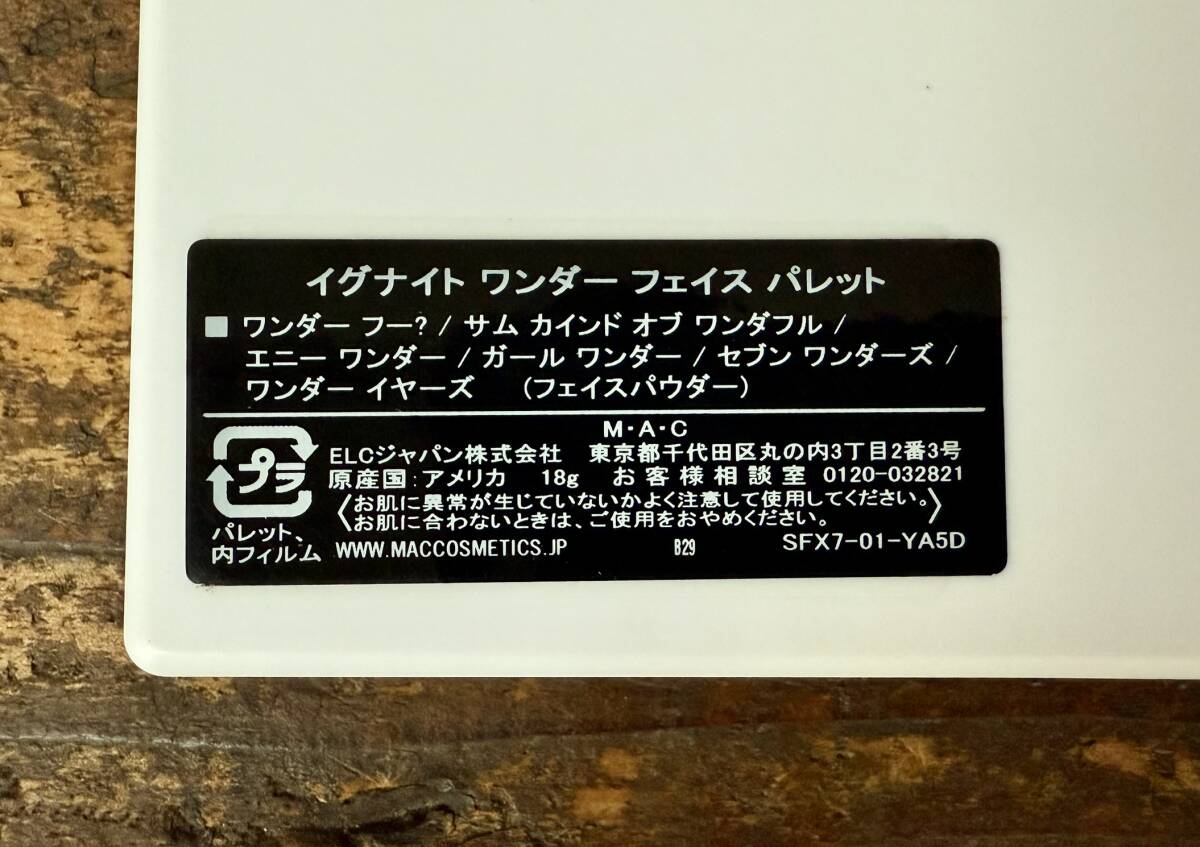 イグナイト ワンダー フェイス パレット
■ ワンダー フー? / サム カインド オブ ワンダフル /
エニー ワンダー / ガール ワンダー / セブン ワンダーズ /
ワンダー イヤーズ (フェイスパウダー)
M・A・C
ELCジャパン株式会社 東京都千代田区丸の内3丁目2番3号
原産国:アメリカ 18g お客様相談室 0120-032821
〈お肌に異常が生じていないかよく注意して使用してください。
お肌に合わないときは、ご使用をおやめください。〉
プラ
パレット、
内フィルム
WWW.MACCOSMETICS.JP B29 SFX7-01-YA5D